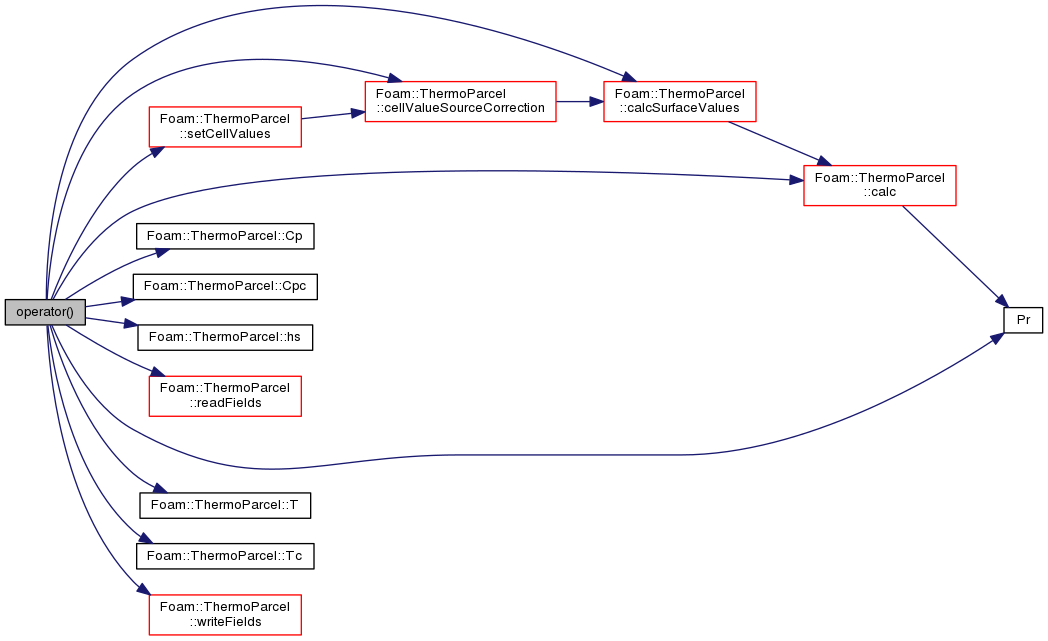 Foam::ThermoParcel
::cellValueSourceCorrection
Foam::ThermoParcel
::calcSurfaceValues
Foam::ThermoParcel
::setCellValues
Foam::ThermoParcel
::calc
Foam::ThermoParcel::Cp
Foam::ThermoParcel::Cpc
operator()
Pr
Foam::ThermoParcel::hs
Foam::ThermoParcel
::readFields
Foam::ThermoParcel::T
Foam::ThermoParcel::Tc
Foam::ThermoParcel
::writeFields